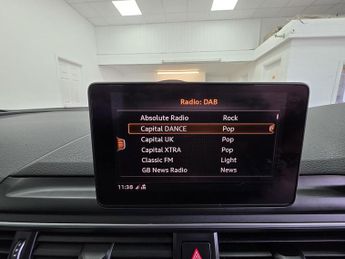 Radio: DAB
Absolute Radio Rock
Capital DANCE Pop
Capital UK Pop
Capital XTRA Pop
Classic FM Light
GB News Radio News
11:36